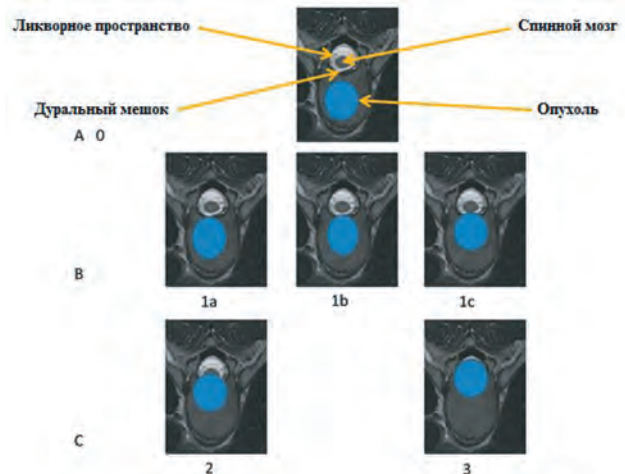 Ликворное пространство
Спинной мозг
Дуральный мешок
Опухоль
A 0
B
1a
1b
1c
C
2
3